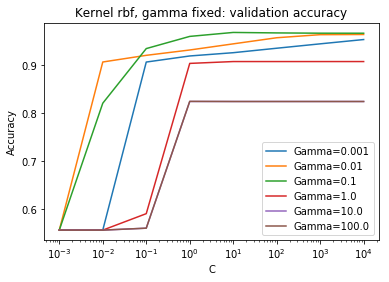 Kernel rbf, gamma fixed: validation accuracy
Accuracy
0.9
0.8
0.7
0.6
Gamma=0.001
Gamma=0.01
Gamma=0.1
Gamma=1.0
Gamma=10.0
Gamma=100.0
10⁻³ 10⁻² 10⁻¹ 10⁰ 10¹ 10² 10³ 10⁴
C